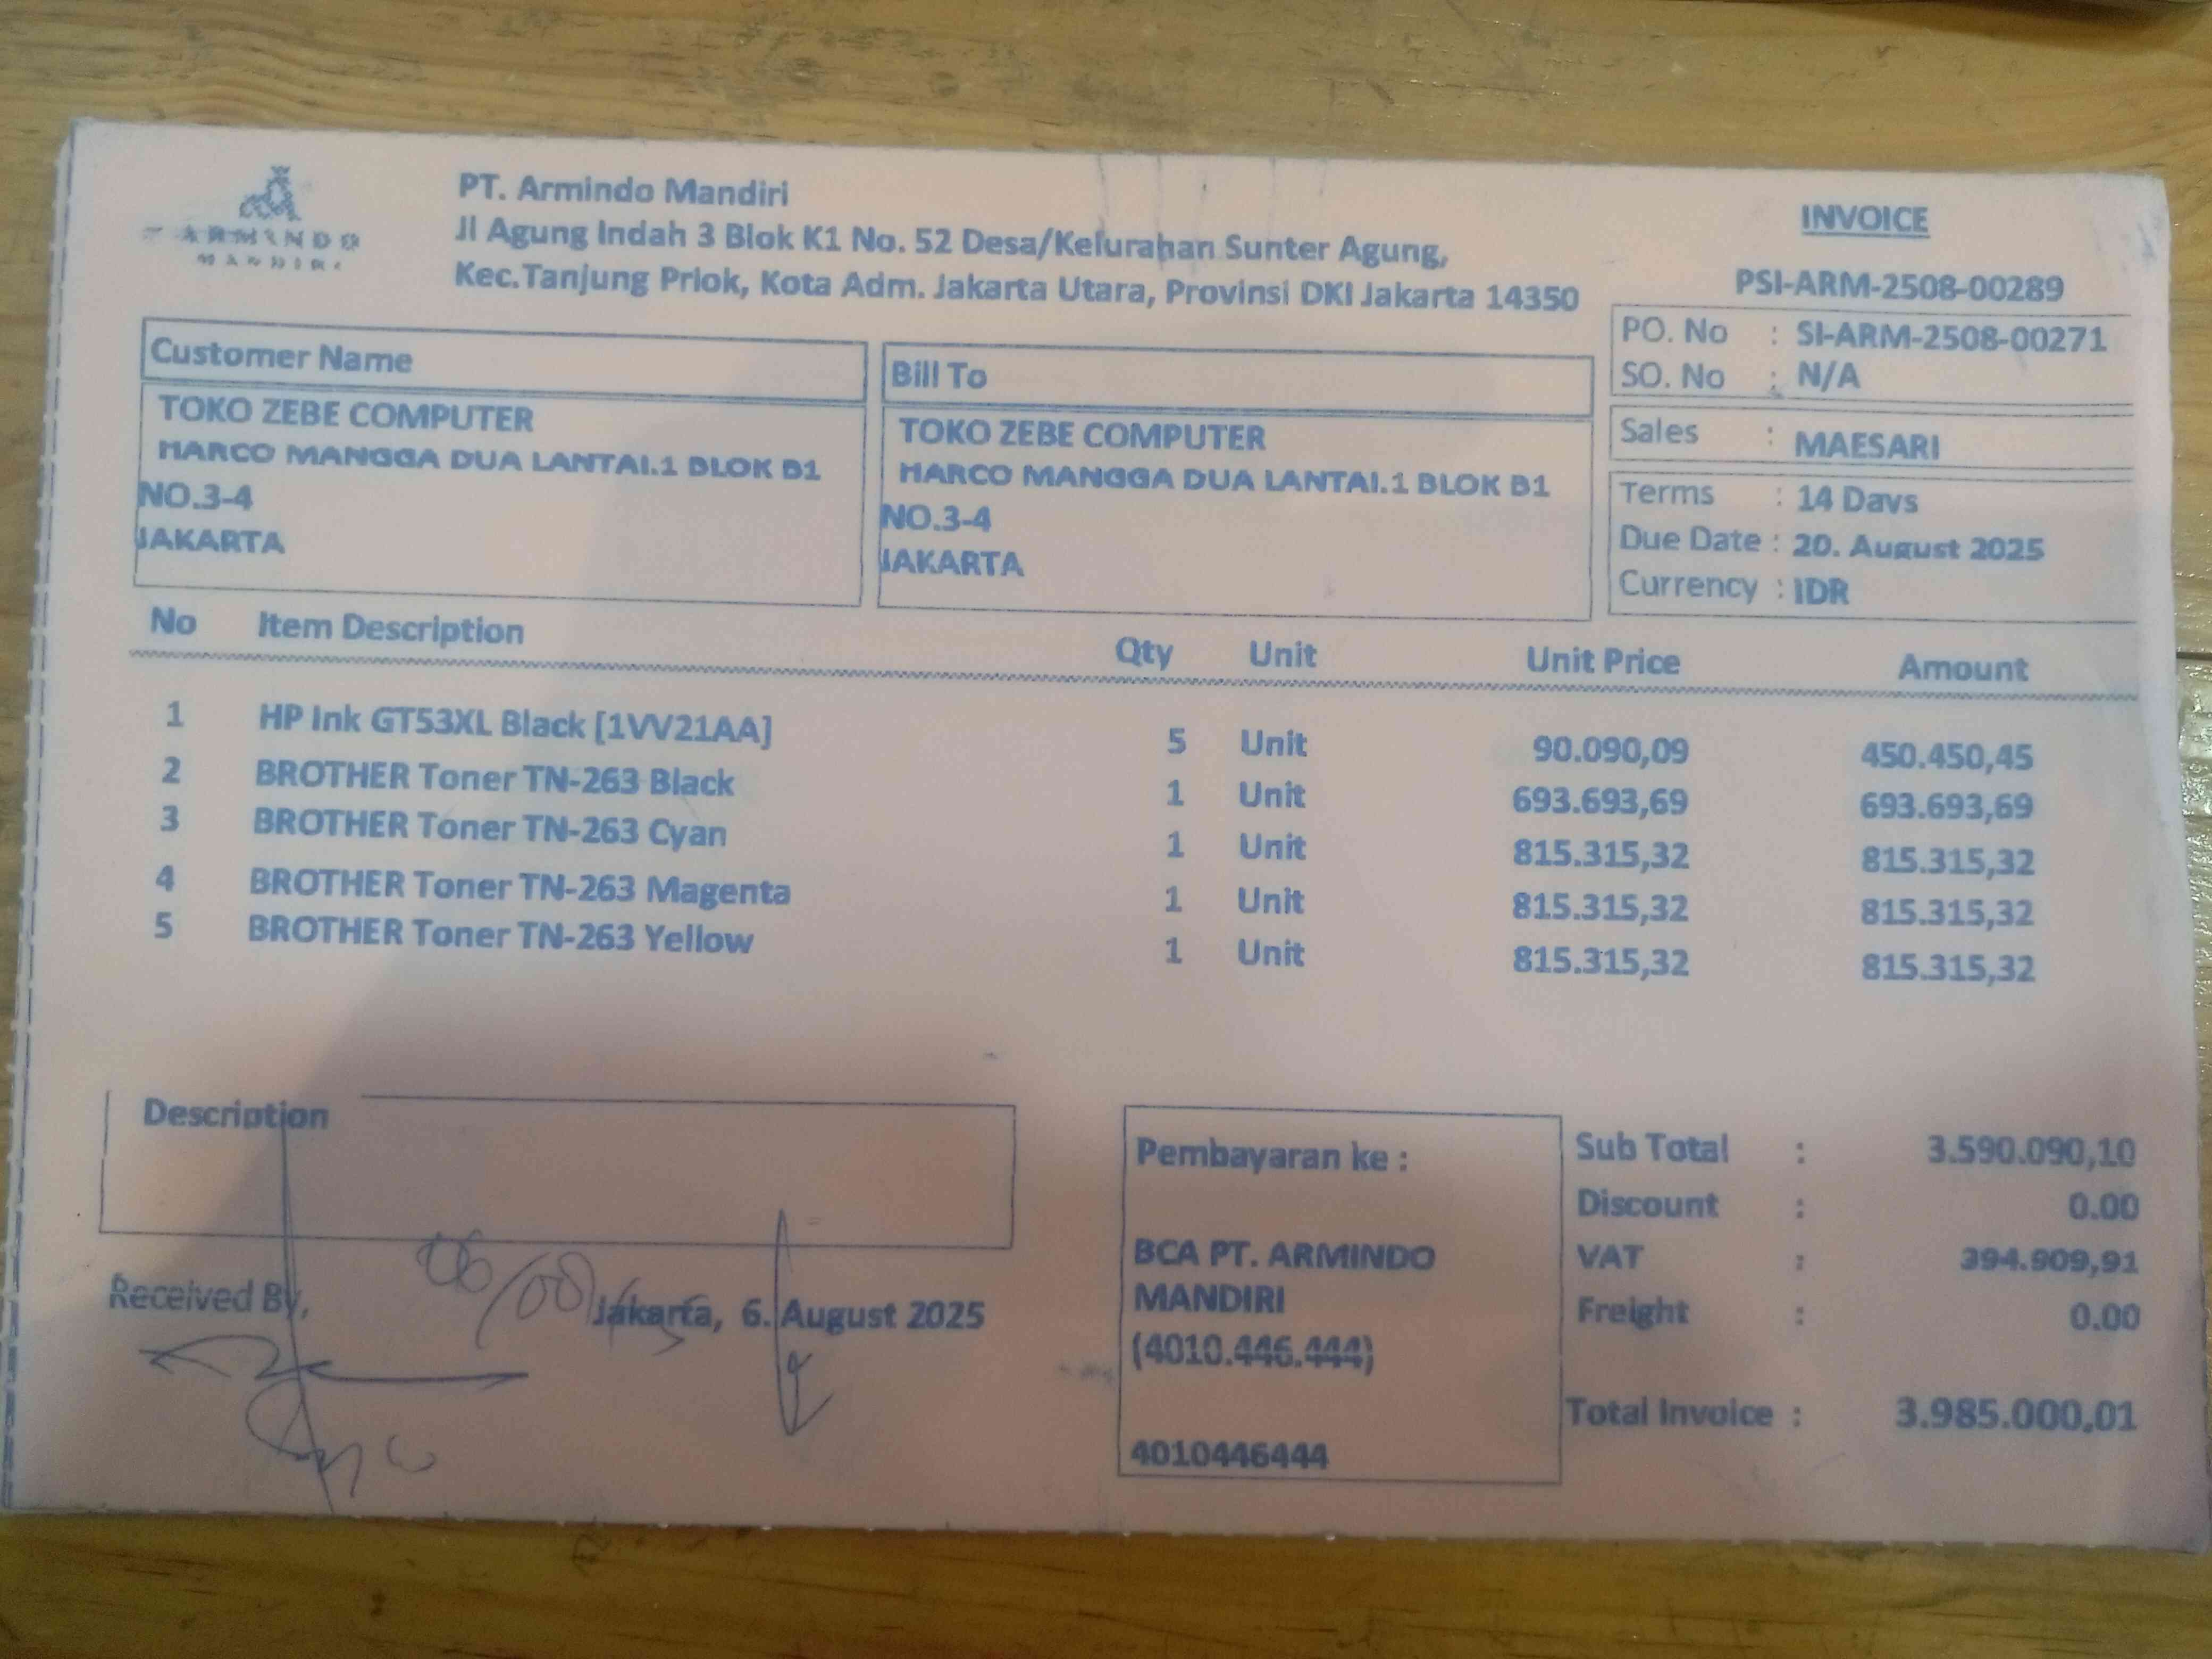 ARMINDO
MANDIRI
PT. Armindo Mandiri
Jl Agung Indah 3 Blok K1 No. 52 Desa/Kelurahan Sunter Agung,
Kec.Tanjung Priok, Kota Adm. Jakarta Utara, Provinsi DKI Jakarta 14350
INVOICE
PSI-ARM-2508-00289
PO. No : SI-ARM-2508-00271
SO. No : N/A
Sales : MAESARI
Terms : 14 Days
Due Date : 20. August 2025
Currency : IDR
Customer Name
TOKO ZEBE COMPUTER
HARCO MANGGA DUA LANTAI.1 BLOK B1
NO.3-4
JAKARTA
Bill To
TOKO ZEBE COMPUTER
HARCO MANGGA DUA LANTAI.1 BLOK B1
NO.3-4
JAKARTA
No Item Description Qty Unit Unit Price Amount
1 HP Ink GT53XL Black [1VV21AA] 5 Unit 90.090,09 450.450,45
2 BROTHER Toner TN-263 Black 1 Unit 693.693,69 693.693,69
3 BROTHER Toner TN-263 Cyan 1 Unit 815.315,32 815.315,32
4 BROTHER Toner TN-263 Magenta 1 Unit 815.315,32 815.315,32
5 BROTHER Toner TN-263 Yellow 1 Unit 815.315,32 815.315,32
Description
Received By,
06/08
Jakarta, 6. August 2025
Pembayaran ke :
BCA PT. ARMINDO
MANDIRI
(4010.446.444)
4010446444
Sub Total : 3.590.090,10
Discount : 0.00
VAT : 394.909,91
Freight : 0.00
Total Invoice : 3.985.000,01